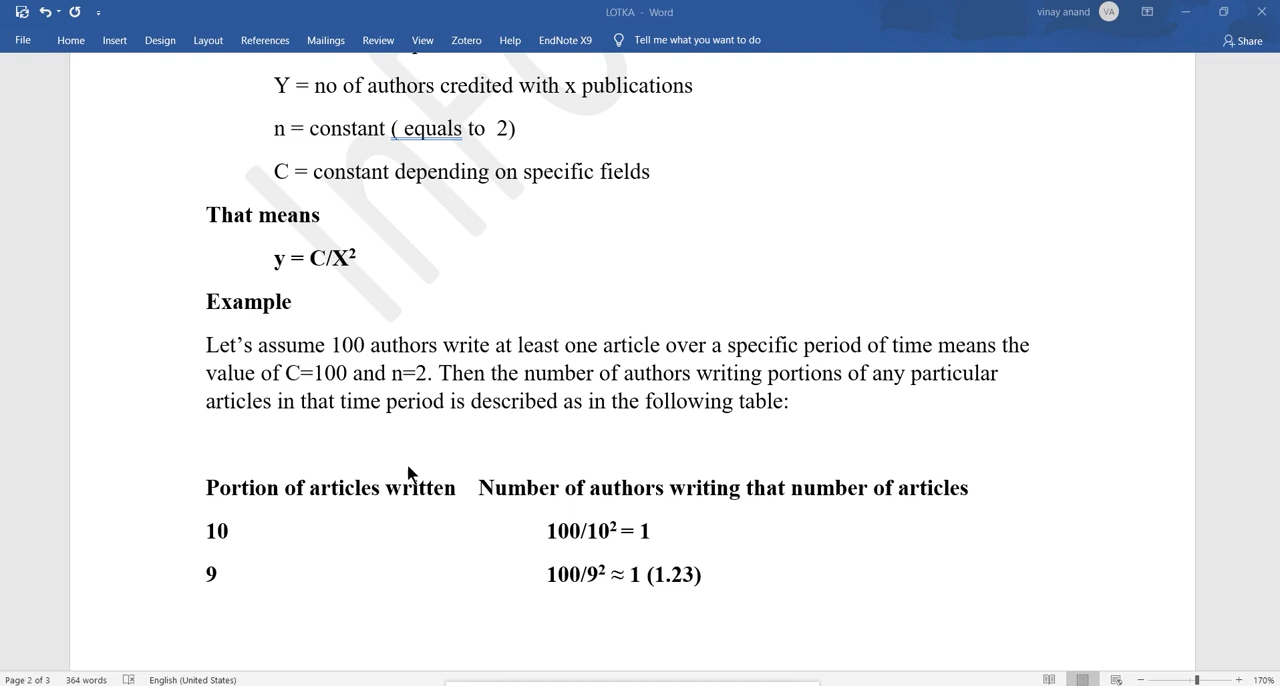 LOTKA - Word
vinay anand
VA
File Home Insert Design Layout References Mailings Review View Zotero Help EndNote X9 Tell me what you want to do Share
Y = no of authors credited with x publications
n = constant ( equals to 2)
C = constant depending on specific fields
That means
y = C/X²
Example
Let’s assume 100 authors write at least one article over a specific period of time means the
value of C=100 and n=2. Then the number of authors writing portions of any particular
articles in that time period is described as in the following table:
Portion of articles written Number of authors writing that number of articles
10 100/10² = 1
9 100/9² ≈ 1 (1.23)
Page 2 of 3 364 words English (United States) 170%